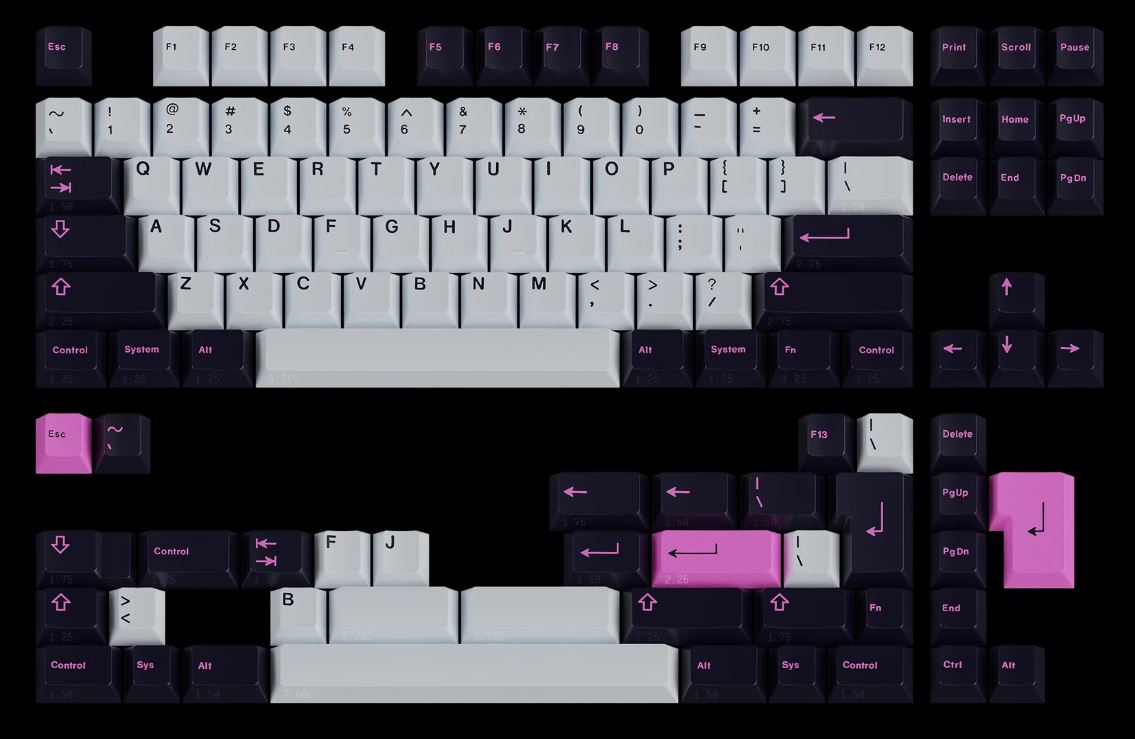 Esc F1 F2 F3 F4 F5 F6 F7 F8 F9 F10 F11 F12 Print Scroll Pause
~ ! @ # $ % ^ & * ( ) — +
` 1 2 3 4 5 6 7 8 9 0 - = ← Insert Home PgUp
⇤ Q W E R T Y U I O P { } |
⇥ [ ] \ Delete End PgDn
1.50 1.50
⇩ A S D F G H J K L : "
; ' ↵
1.75 2.25
⇧ Z X C V B N M < > ? ⇧ ↑
, . /
2.25 2.75
Control System Alt Alt System Fn Control ← ↓ →
1.25 1.25 1.25 6.250 1.25 1.25 1.25 1.25
Esc ~ F13 | Delete
` \
← ← | ↵ PgUp ↵
\
1.75 1.50 1.50
⇩ Control ⇤ F J ↵ ↵ | PgDn
⇥ \
1.75 1.50 2.25
⇧ > B ⇧ ⇧ Fn End
<
1.25 2.25 1.75
Control Sys Alt Alt Sys Control Ctrl Alt
1.50 1.50 7.000 1.50 1.50